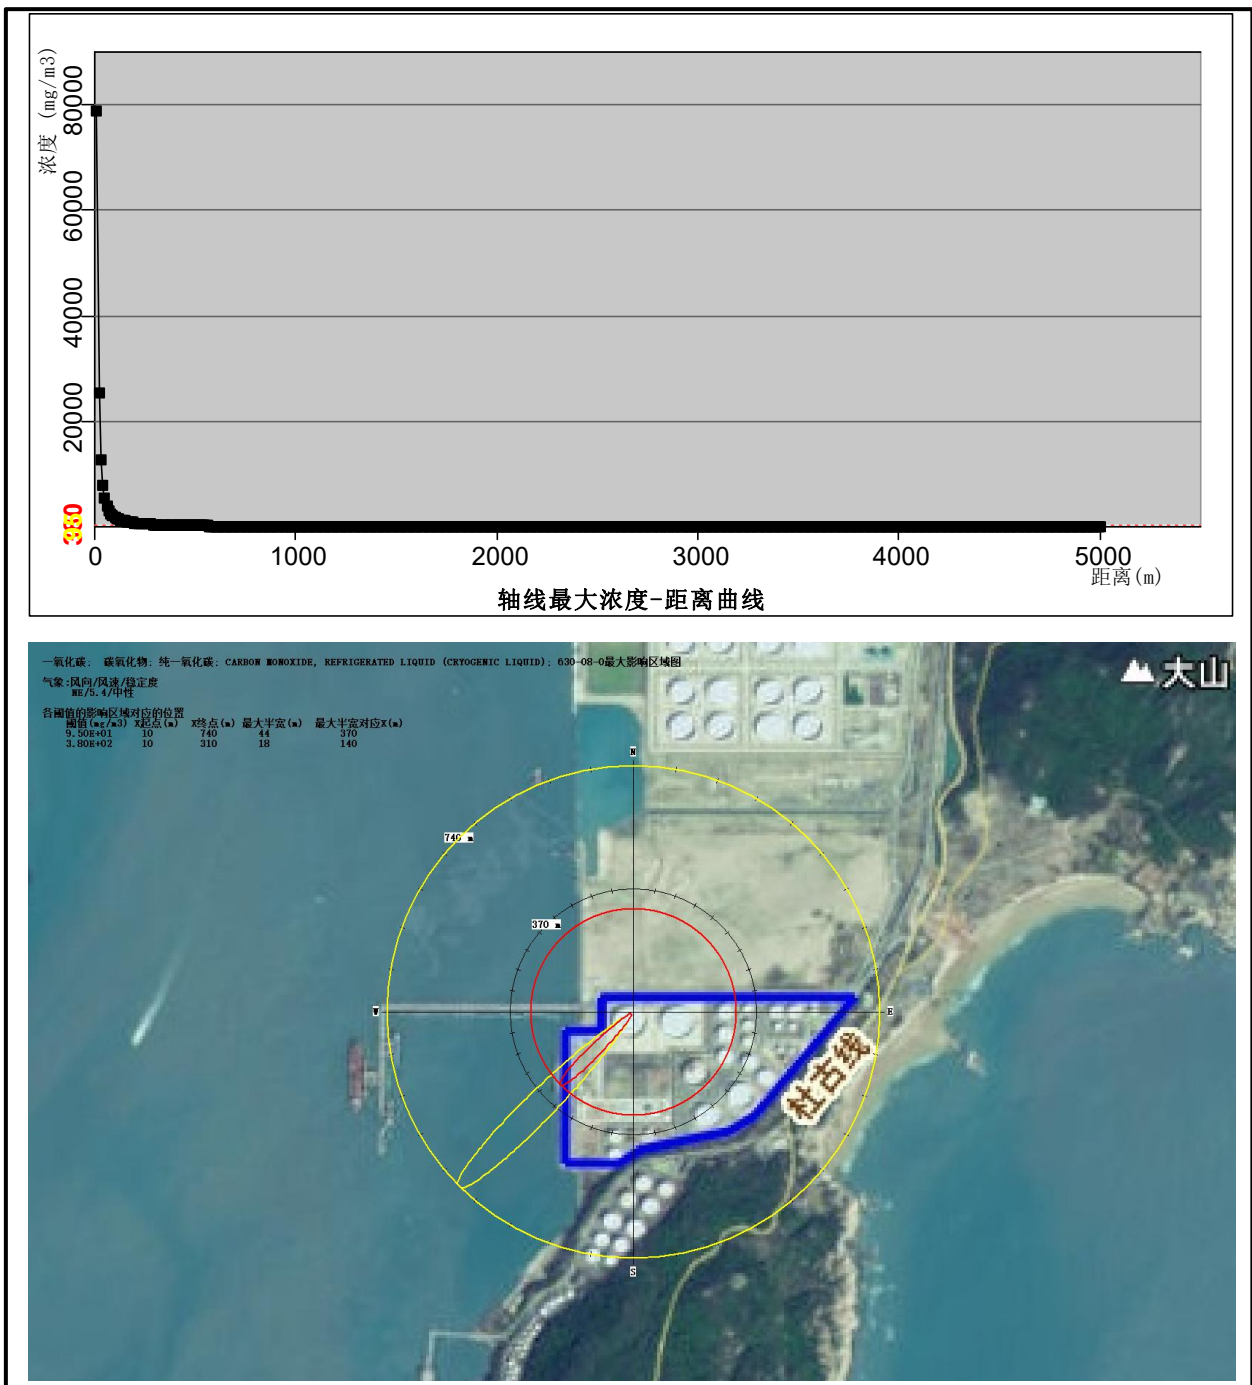 浓度 (mg/m3)
80000
60000
40000
20000
0
1000
2000
3000
4000
5000
距离(m)
轴线最大浓度-距离曲线
一氧化碳; 碳氧化物; 纯一氧化碳; CARBON MONOXIDE, REFRIGERATED LIQUID (CRYOGENIC LIQUID); 630-08-0最大影响区域图
气象:风向/风速/稳定度
NE/5.4/中性
各阈值的影响区域对应的位置
阈值(mg/m3) X起点(m) X终点(m) 最大半宽(m) 最大半宽对应X(m)
9.50E+01 10 740 44 370
3.80E+02 10 310 18 140
大山
N
740 m
370 m
W
E
杜古线
S